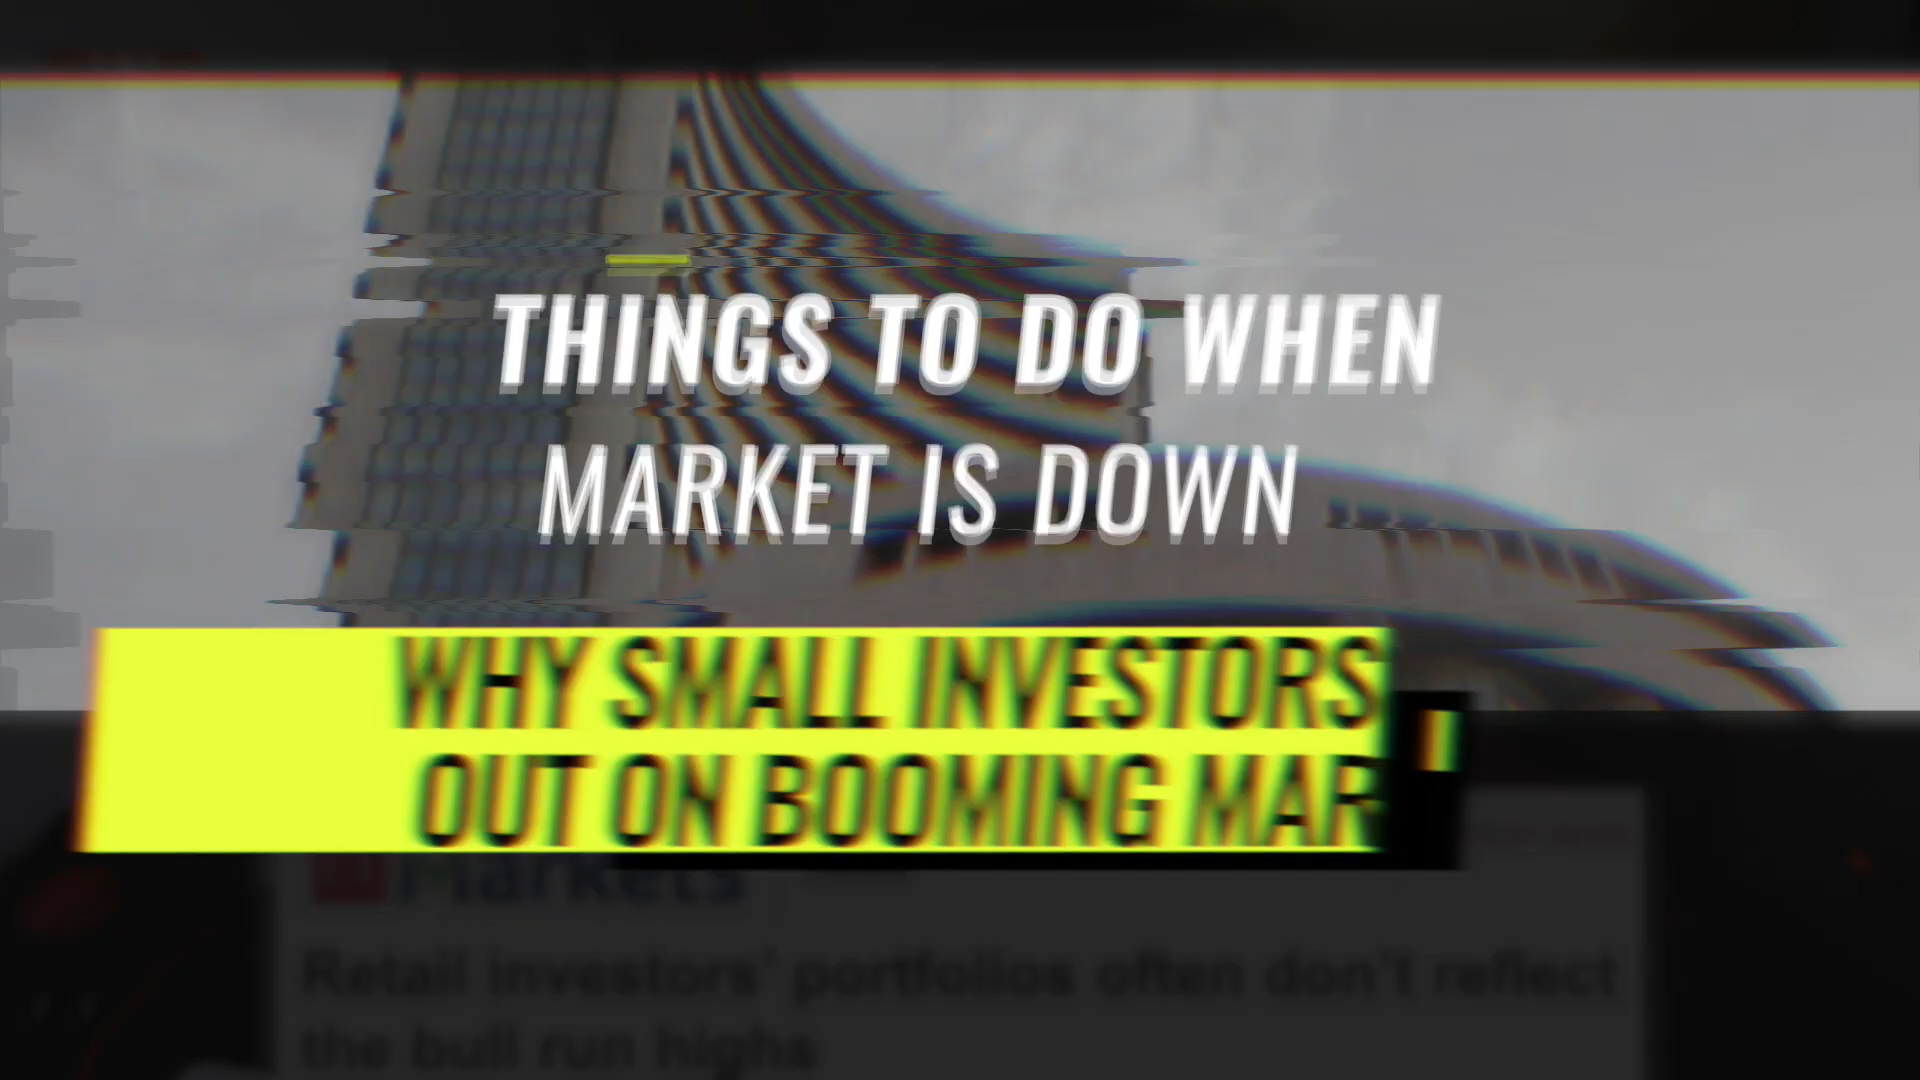 THINGS TO DO WHEN
MARKET IS DOWN
WHY SMALL INVESTORS
OUT ON BOOMING MAR
Markets
Retail investors' portfolios often don't reflect
the bull run highs